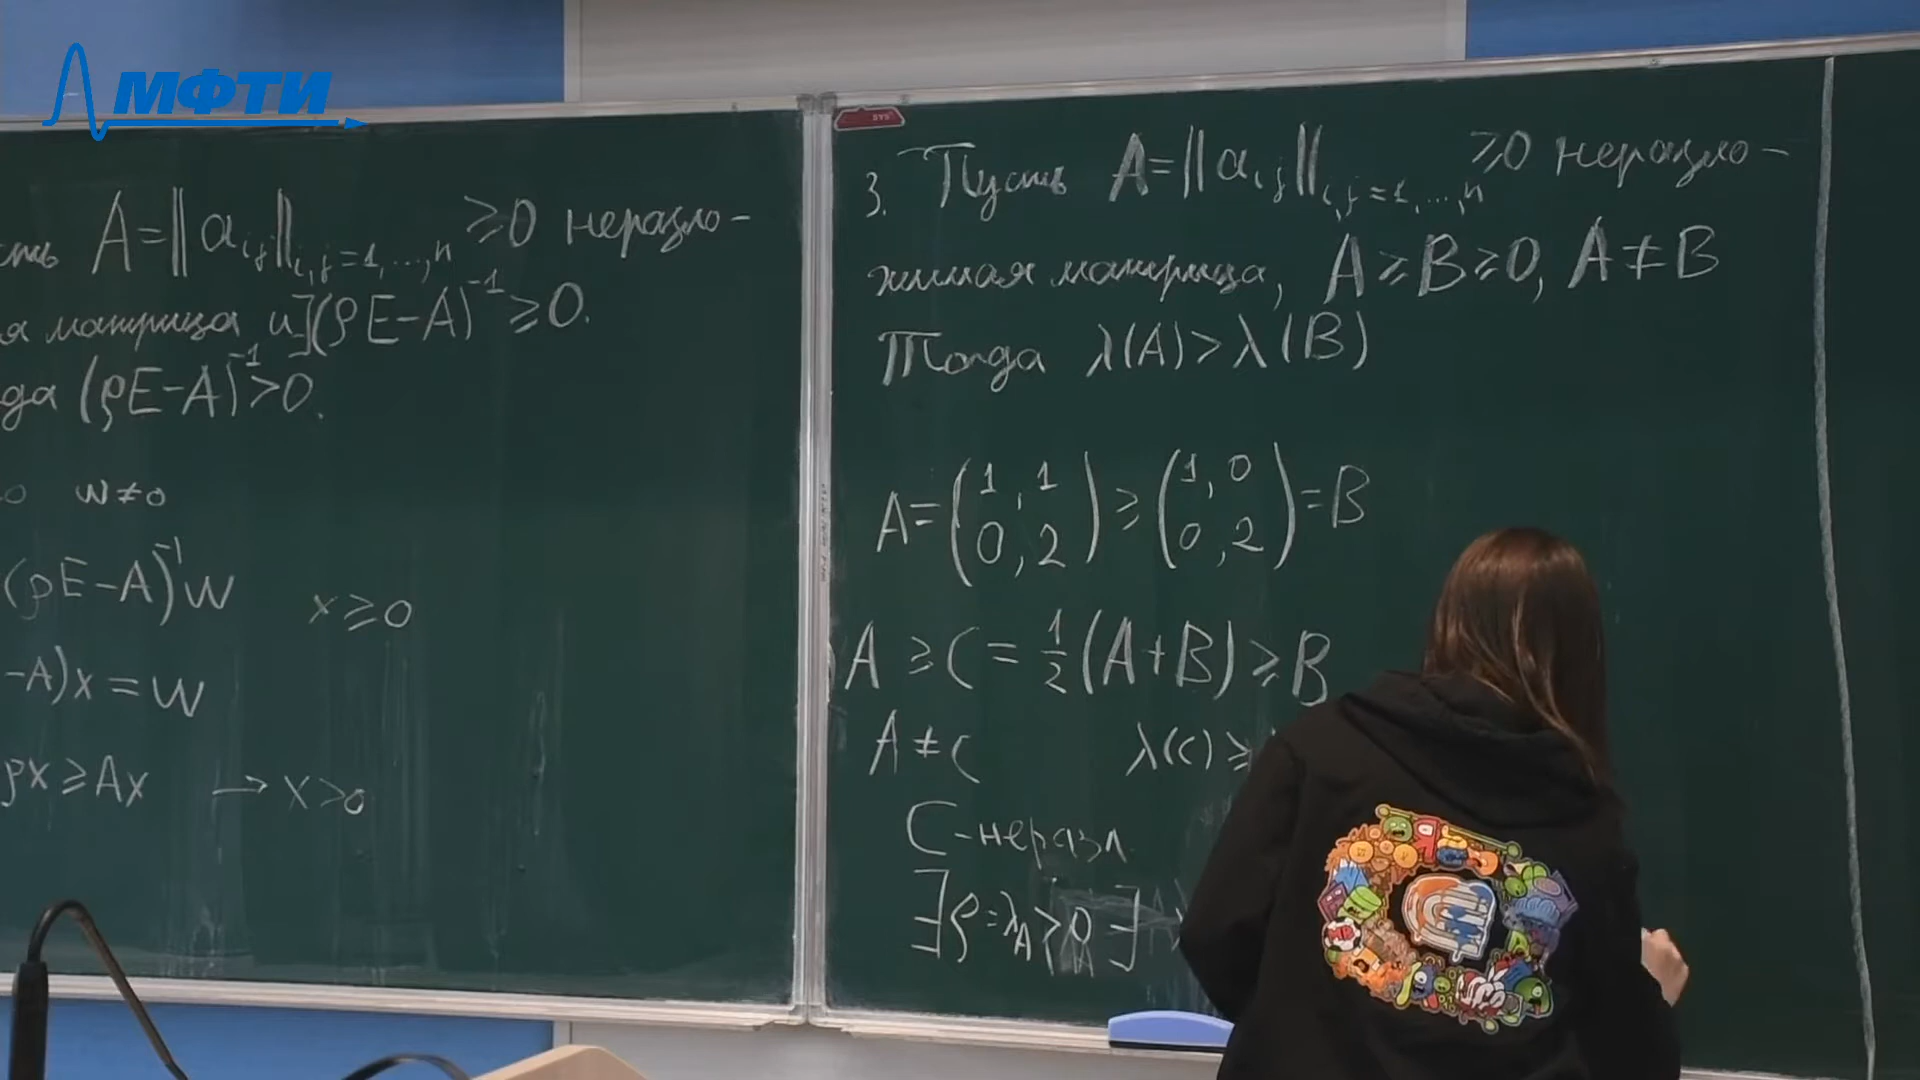 МФТИ
A=||a_{ij}||_{i,j=1,...,n} ≥0 неразло-
я матрица и ∃(ρE-A)^{-1}≥0.
да (ρE-A)^{-1}>0.
w≠0
(ρE-A)^{-1}w x≥0
-A)x=w
ρx≥Ax → x>0
3. Пусть A=||a_{ij}||_{i,j=1,...,n} ≥0 неразло-
жимая матрица, A≥B≥0, A≠B
Тогда λ(A)>λ(B)
A=(1, 1; 0, 2)≥(1, 0; 0, 2)=B
A≥C=1/2(A+B)≥B
A≠C λ(C)≥
C-неразл.
∃ρ=λ_A>0 ∃